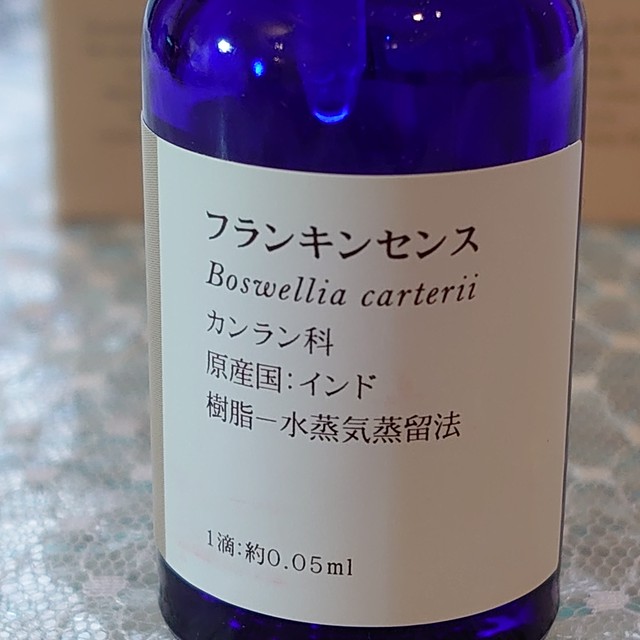 フランキンセンス
Boswellia carterii
カンラン科
原産国：インド
樹脂－水蒸気蒸留法
1滴：約0.05ml